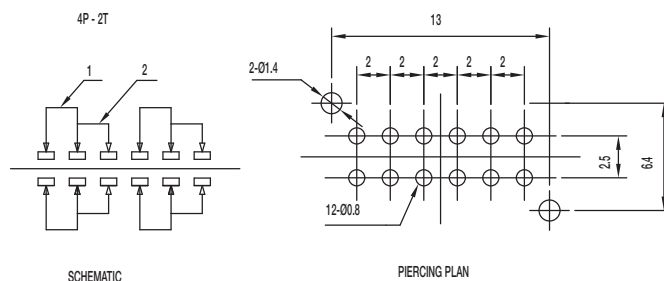 4P - 2T
1
2
SCHEMATIC
13
2
2
2
2
2
2-Ø1.4
12-Ø0.8
2.5
6.4
PIERCING PLAN